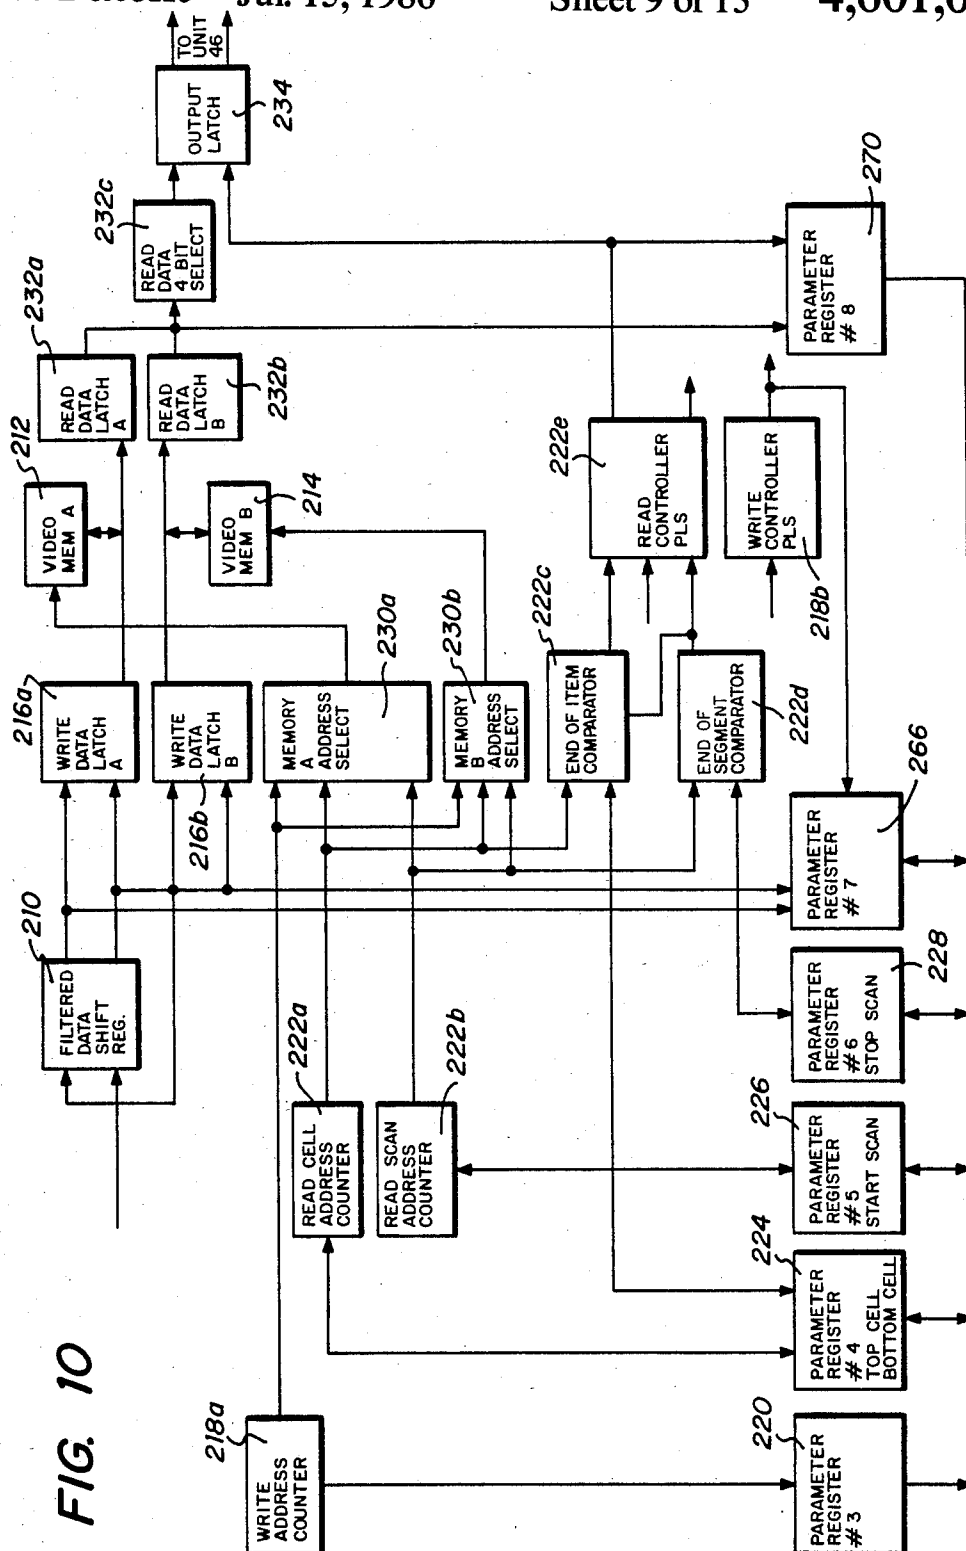 Jul. 15, 1986
Sheet 9 of 13
FIG. 10
TO
UNIT
46
OUTPUT
LATCH
234
232c
READ
DATA
4 BIT
SELECT
232a
READ
DATA
LATCH
A
READ
DATA
LATCH
B
232b
212
VIDEO
MEM A
VIDEO
MEM B
214
216a
WRITE
DATA
LATCH
A
WRITE
DATA
LATCH
B
216b
MEMORY
A
ADDRESS
SELECT
230a
MEMORY
B
ADDRESS
SELECT
230b
END OF ITEM
COMPARATOR
222c
END OF
SEGMENT
COMPARATOR
222d
222e
READ
CONTROLLER
PLS
WRITE
CONTROLLER
PLS
218b
210
FILTERED
DATA
SHIFT
REG.
222a
READ CELL
ADDRESS
COUNTER
222b
READ SCAN
ADDRESS
COUNTER
218a
WRITE
ADDRESS
COUNTER
220
PARAMETER
REGISTER
#3
224
PARAMETER
REGISTER
#4
TOP CELL
BOTTOM CELL
226
PARAMETER
REGISTER
#5
START SCAN
228
PARAMETER
REGISTER
#6
STOP SCAN
266
PARAMETER
REGISTER
#7
270
PARAMETER
REGISTER
#8